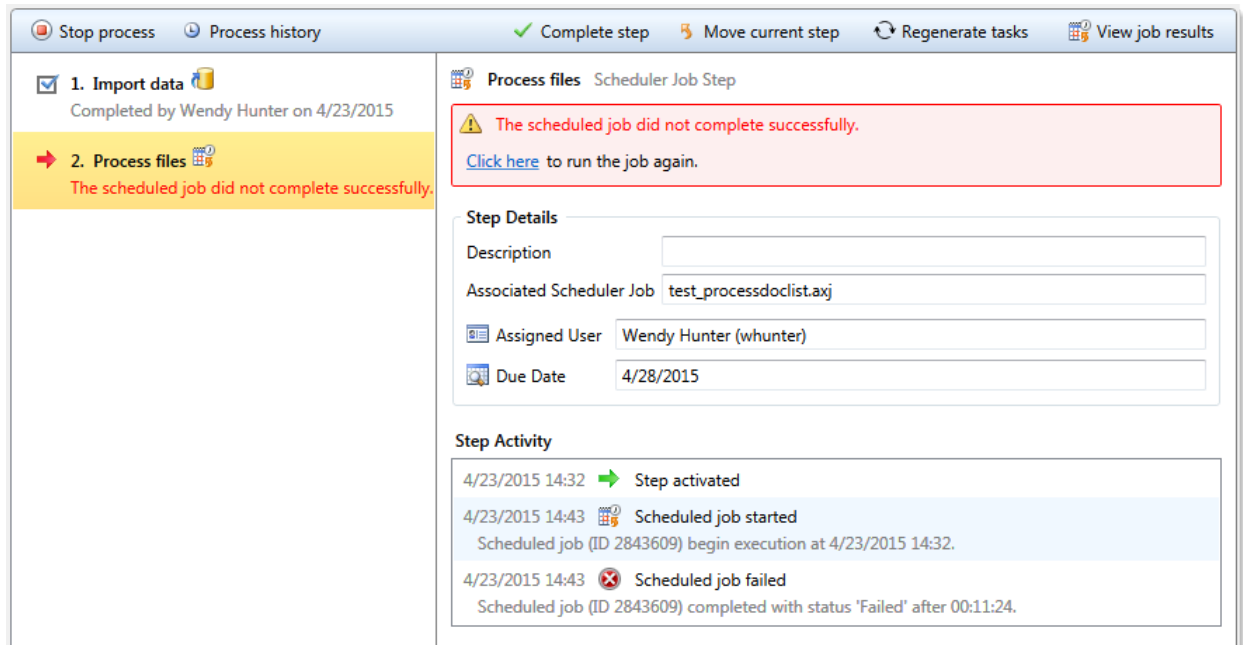 Stop process Process history Complete step Move current step Regenerate tasks View job results
1. Import data
Completed by Wendy Hunter on 4/23/2015
2. Process files
The scheduled job did not complete successfully.
Process files Scheduler Job Step
The scheduled job did not complete successfully.
Click here to run the job again.
Step Details
Description
Associated Scheduler Job test_processdoclist.axj
Assigned User Wendy Hunter (whunter)
Due Date 4/28/2015
Step Activity
4/23/2015 14:32 Step activated
4/23/2015 14:43 Scheduled job started
Scheduled job (ID 2843609) begin execution at 4/23/2015 14:32.
4/23/2015 14:43 Scheduled job failed
Scheduled job (ID 2843609) completed with status 'Failed' after 00:11:24.